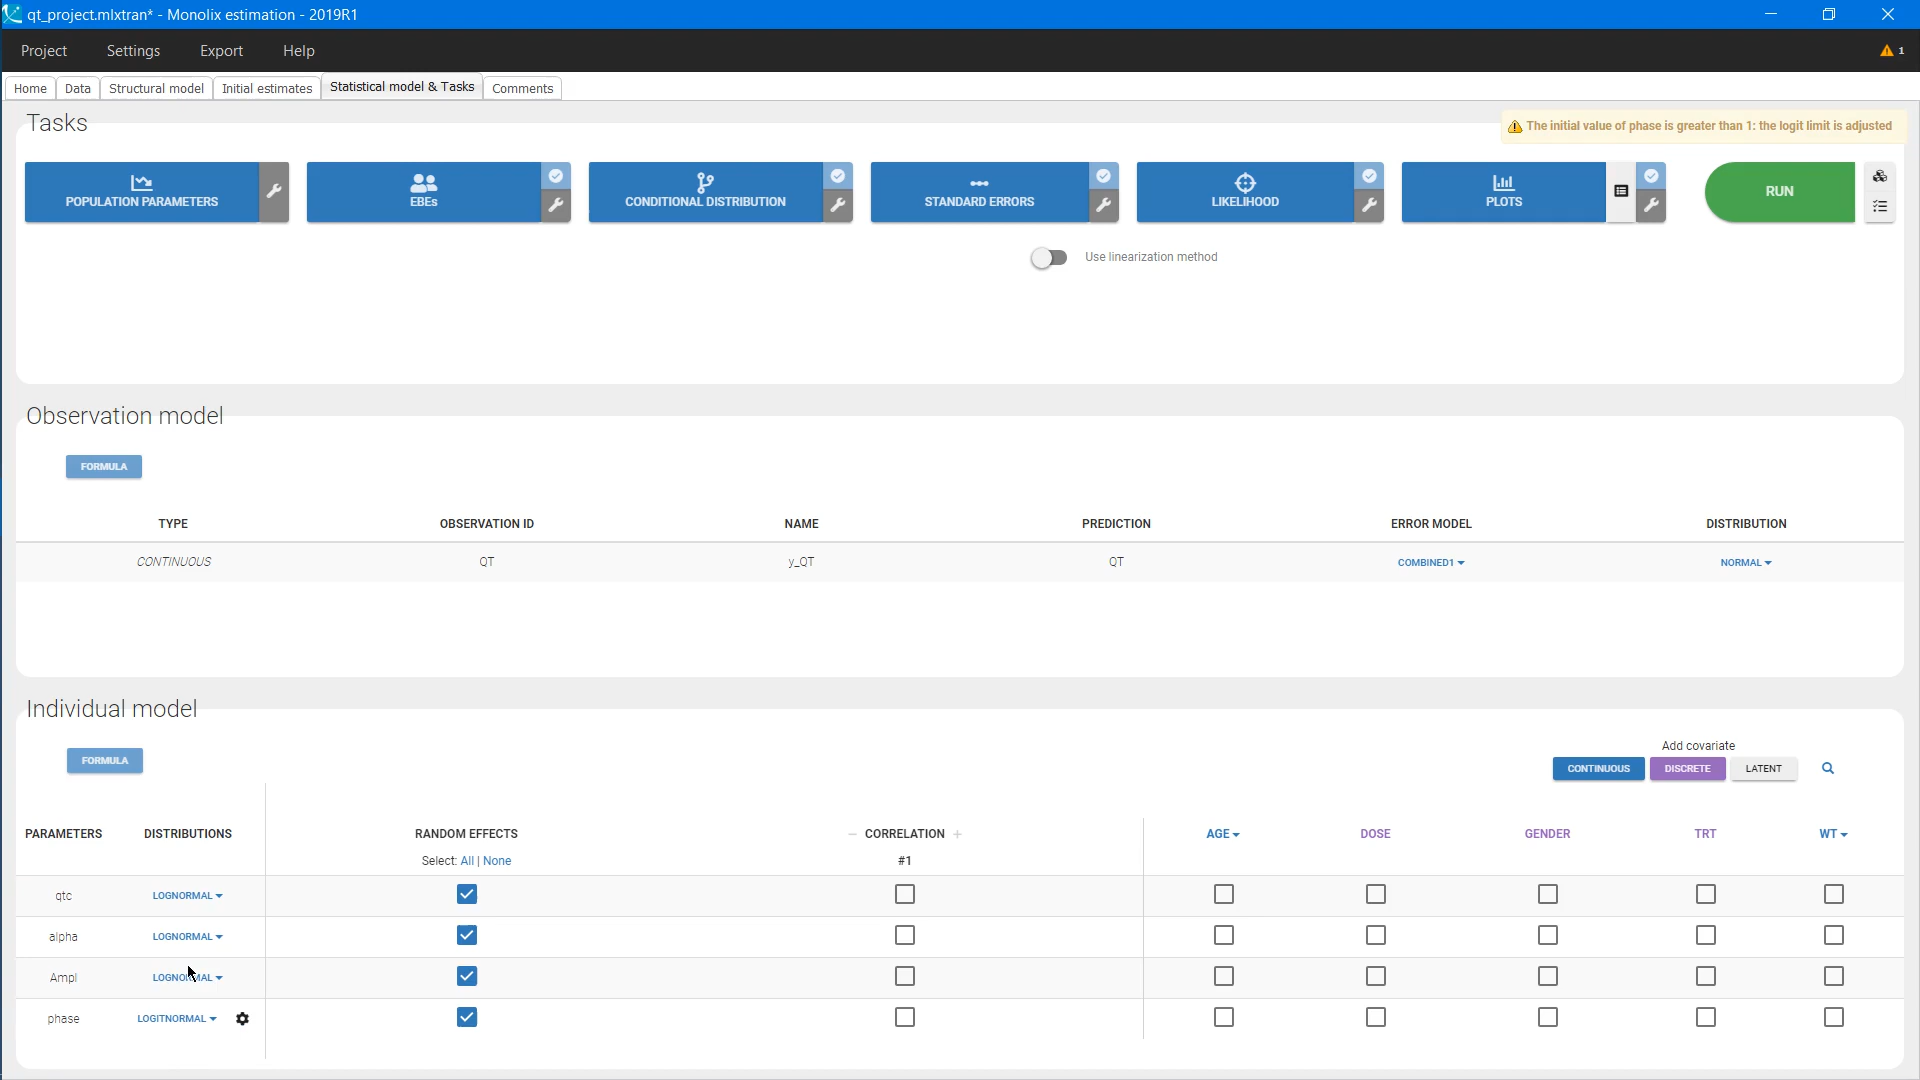 qt_project.mlxtran* - Monolix estimation - 2019R1
Project Settings Export Help 1
Home Data Structural model Initial estimates Statistical model & Tasks Comments
Tasks
The initial value of phase is greater than 1: the logit limit is adjusted
POPULATION PARAMETERS EBEs CONDITIONAL DISTRIBUTION STANDARD ERRORS LIKELIHOOD PLOTS RUN
Use linearization method
Observation model
FORMULA
TYPE OBSERVATION ID NAME PREDICTION ERROR MODEL DISTRIBUTION
CONTINUOUS QT y_QT QT COMBINED1 NORMAL
Individual model
Add covariate
FORMULA CONTINUOUS DISCRETE LATENT
PARAMETERS DISTRIBUTIONS RANDOM EFFECTS − CORRELATION + AGE DOSE GENDER TRT WT
Select: All | None #1
qtc LOGNORMAL
alpha LOGNORMAL
Ampl LOGNORMAL
phase LOGITNORMAL